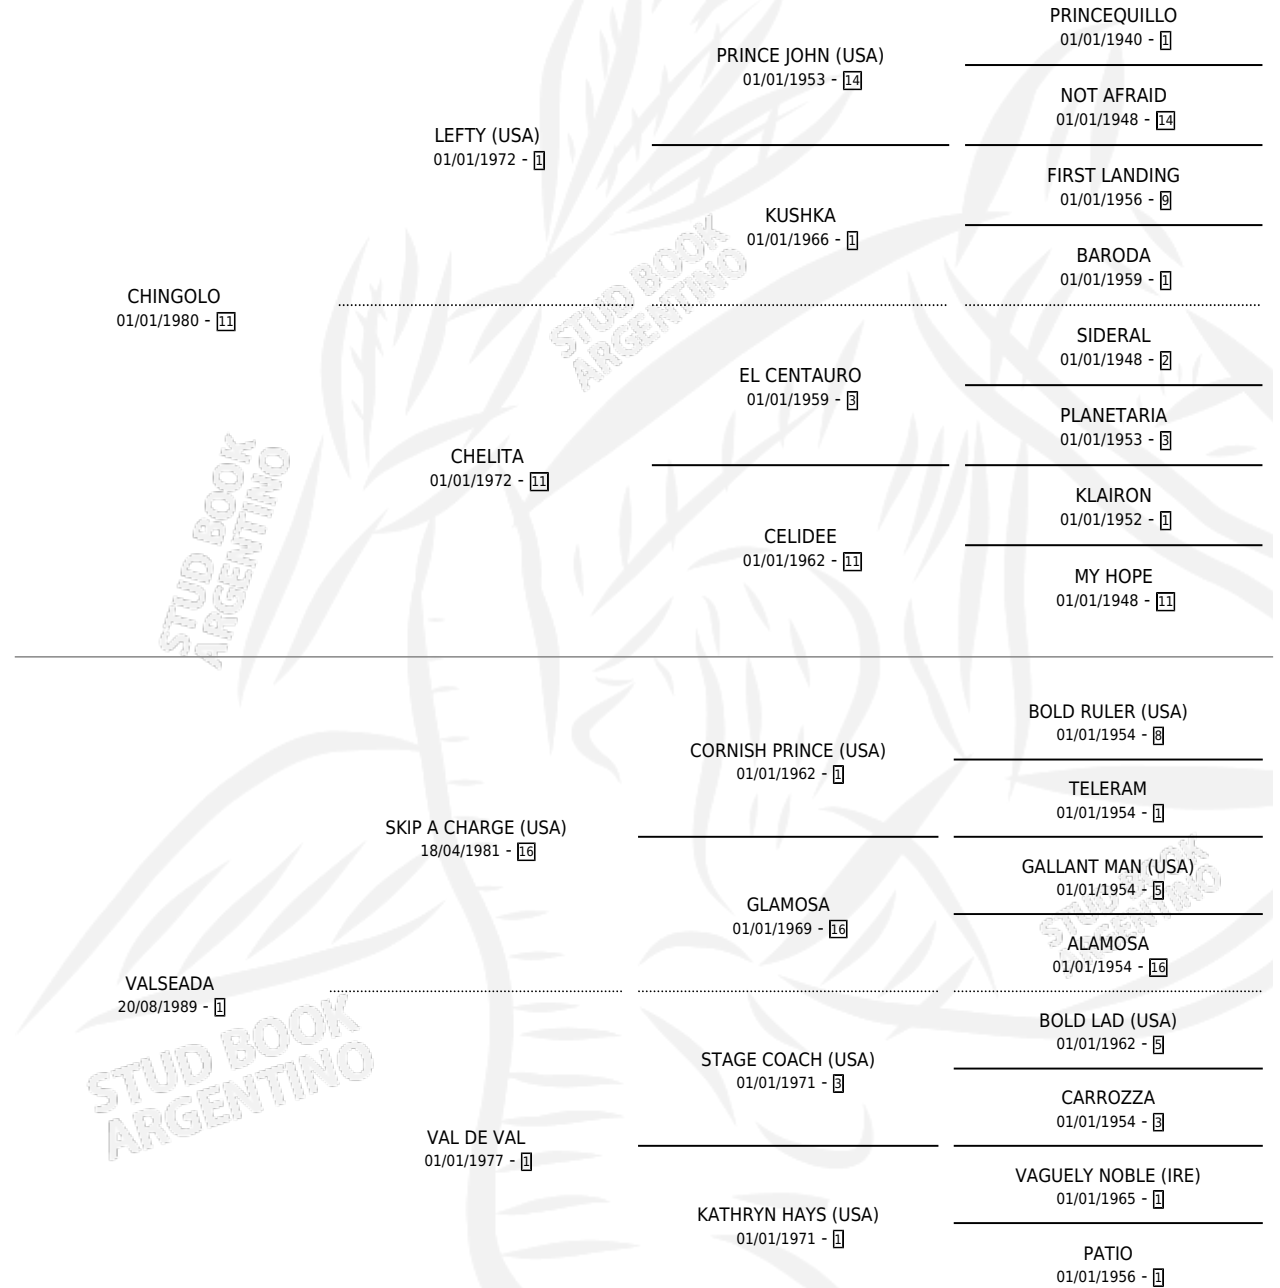 PRINCEQUILLO
01/01/1940 - 1
PRINCE JOHN (USA)
01/01/1953 - 14
NOT AFRAID
01/01/1948 - 14
LEFTY (USA)
01/01/1972 - 1
FIRST LANDING
01/01/1956 - 9
KUSHKA
01/01/1966 - 1
BARODA
01/01/1959 - 1
CHINGOLO
01/01/1980 - 11
STUD BOOK
ARGENTINO
SIDERAL
01/01/1948 - 2
EL CENTAURO
01/01/1959 - 3
PLANETARIA
01/01/1953 - 3
CHELITA
01/01/1972 - 11
KLAIRON
01/01/1952 - 1
CELIDEE
01/01/1962 - 11
MY HOPE
01/01/1948 - 11
STUD BOOK
ARGENTINO
BOLD RULER (USA)
01/01/1954 - 8
CORNISH PRINCE (USA)
01/01/1962 - 1
TELERAM
01/01/1954 - 1
SKIP A CHARGE (USA)
18/04/1981 - 16
GALLANT MAN (USA)
01/01/1954 - 5
GLAMOSA
01/01/1969 - 16
STUD BOOK
ARGENTINO
ALAMOSA
01/01/1954 - 16
VALSEADA
20/08/1989 - 1
BOLD LAD (USA)
01/01/1962 - 5
STAGE COACH (USA)
01/01/1971 - 3
STUD BOOK
ARGENTINO
CARROZZA
01/01/1954 - 3
VAL DE VAL
01/01/1977 - 1
VAGUELY NOBLE (IRE)
01/01/1965 - 1
KATHRYN HAYS (USA)
01/01/1971 - 1
PATIO
01/01/1956 - 1